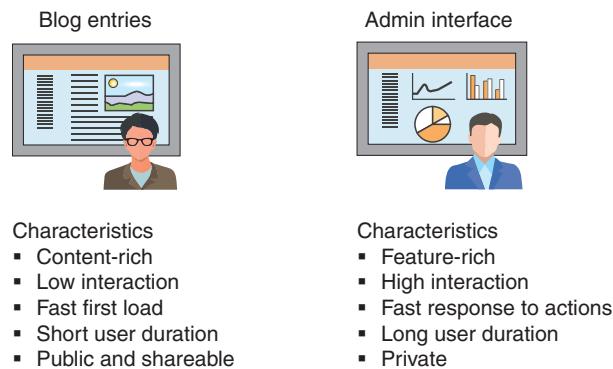 Blog entries
Admin interface
Characteristics
▪ Content-rich
▪ Low interaction
▪ Fast first load
▪ Short user duration
▪ Public and shareable
Characteristics
▪ Feature-rich
▪ High interaction
▪ Fast response to actions
▪ Long user duration
▪ Private